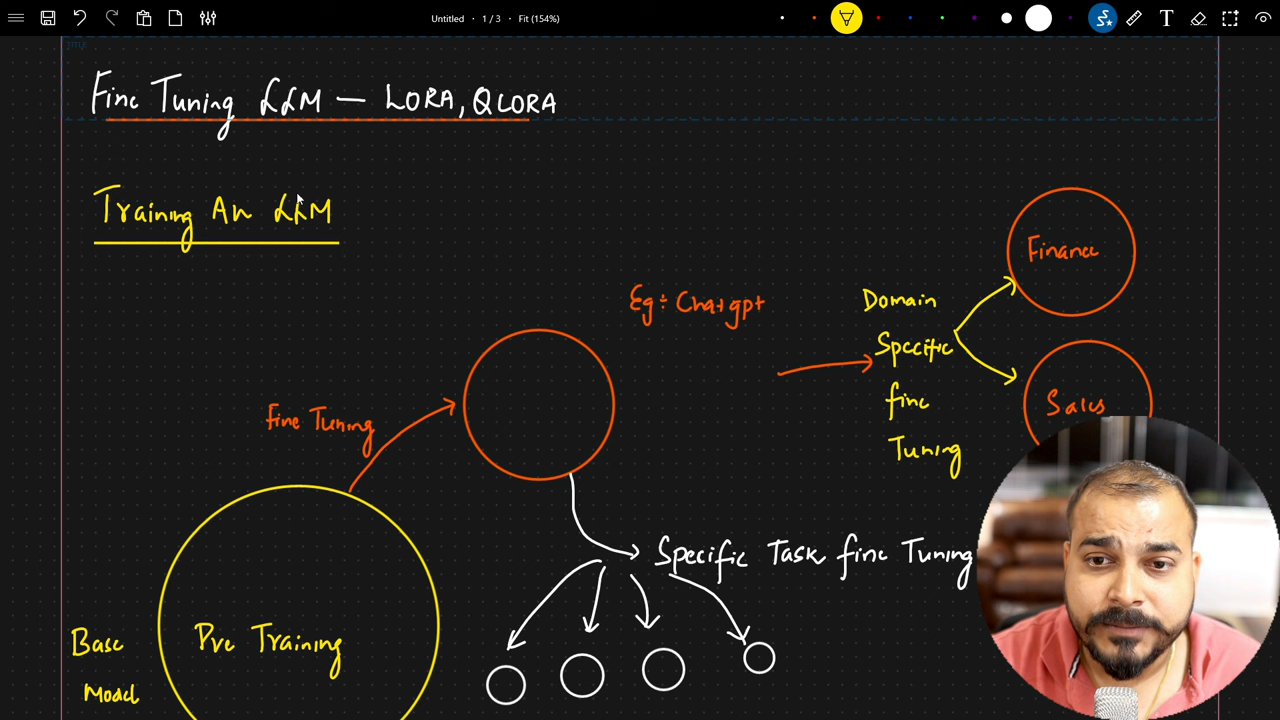 Untitled • 1 / 3 • Fit (154%)
T
TITLE
Fine Tuning LLM — LORA, QLORA
Training An LLM
Finance
Eg ÷ Chatgpt
Domain
Specific
fine
Tuning
Sales
Fine Tuning
Specific Task fine Tuning
Base
Model
Pre Training